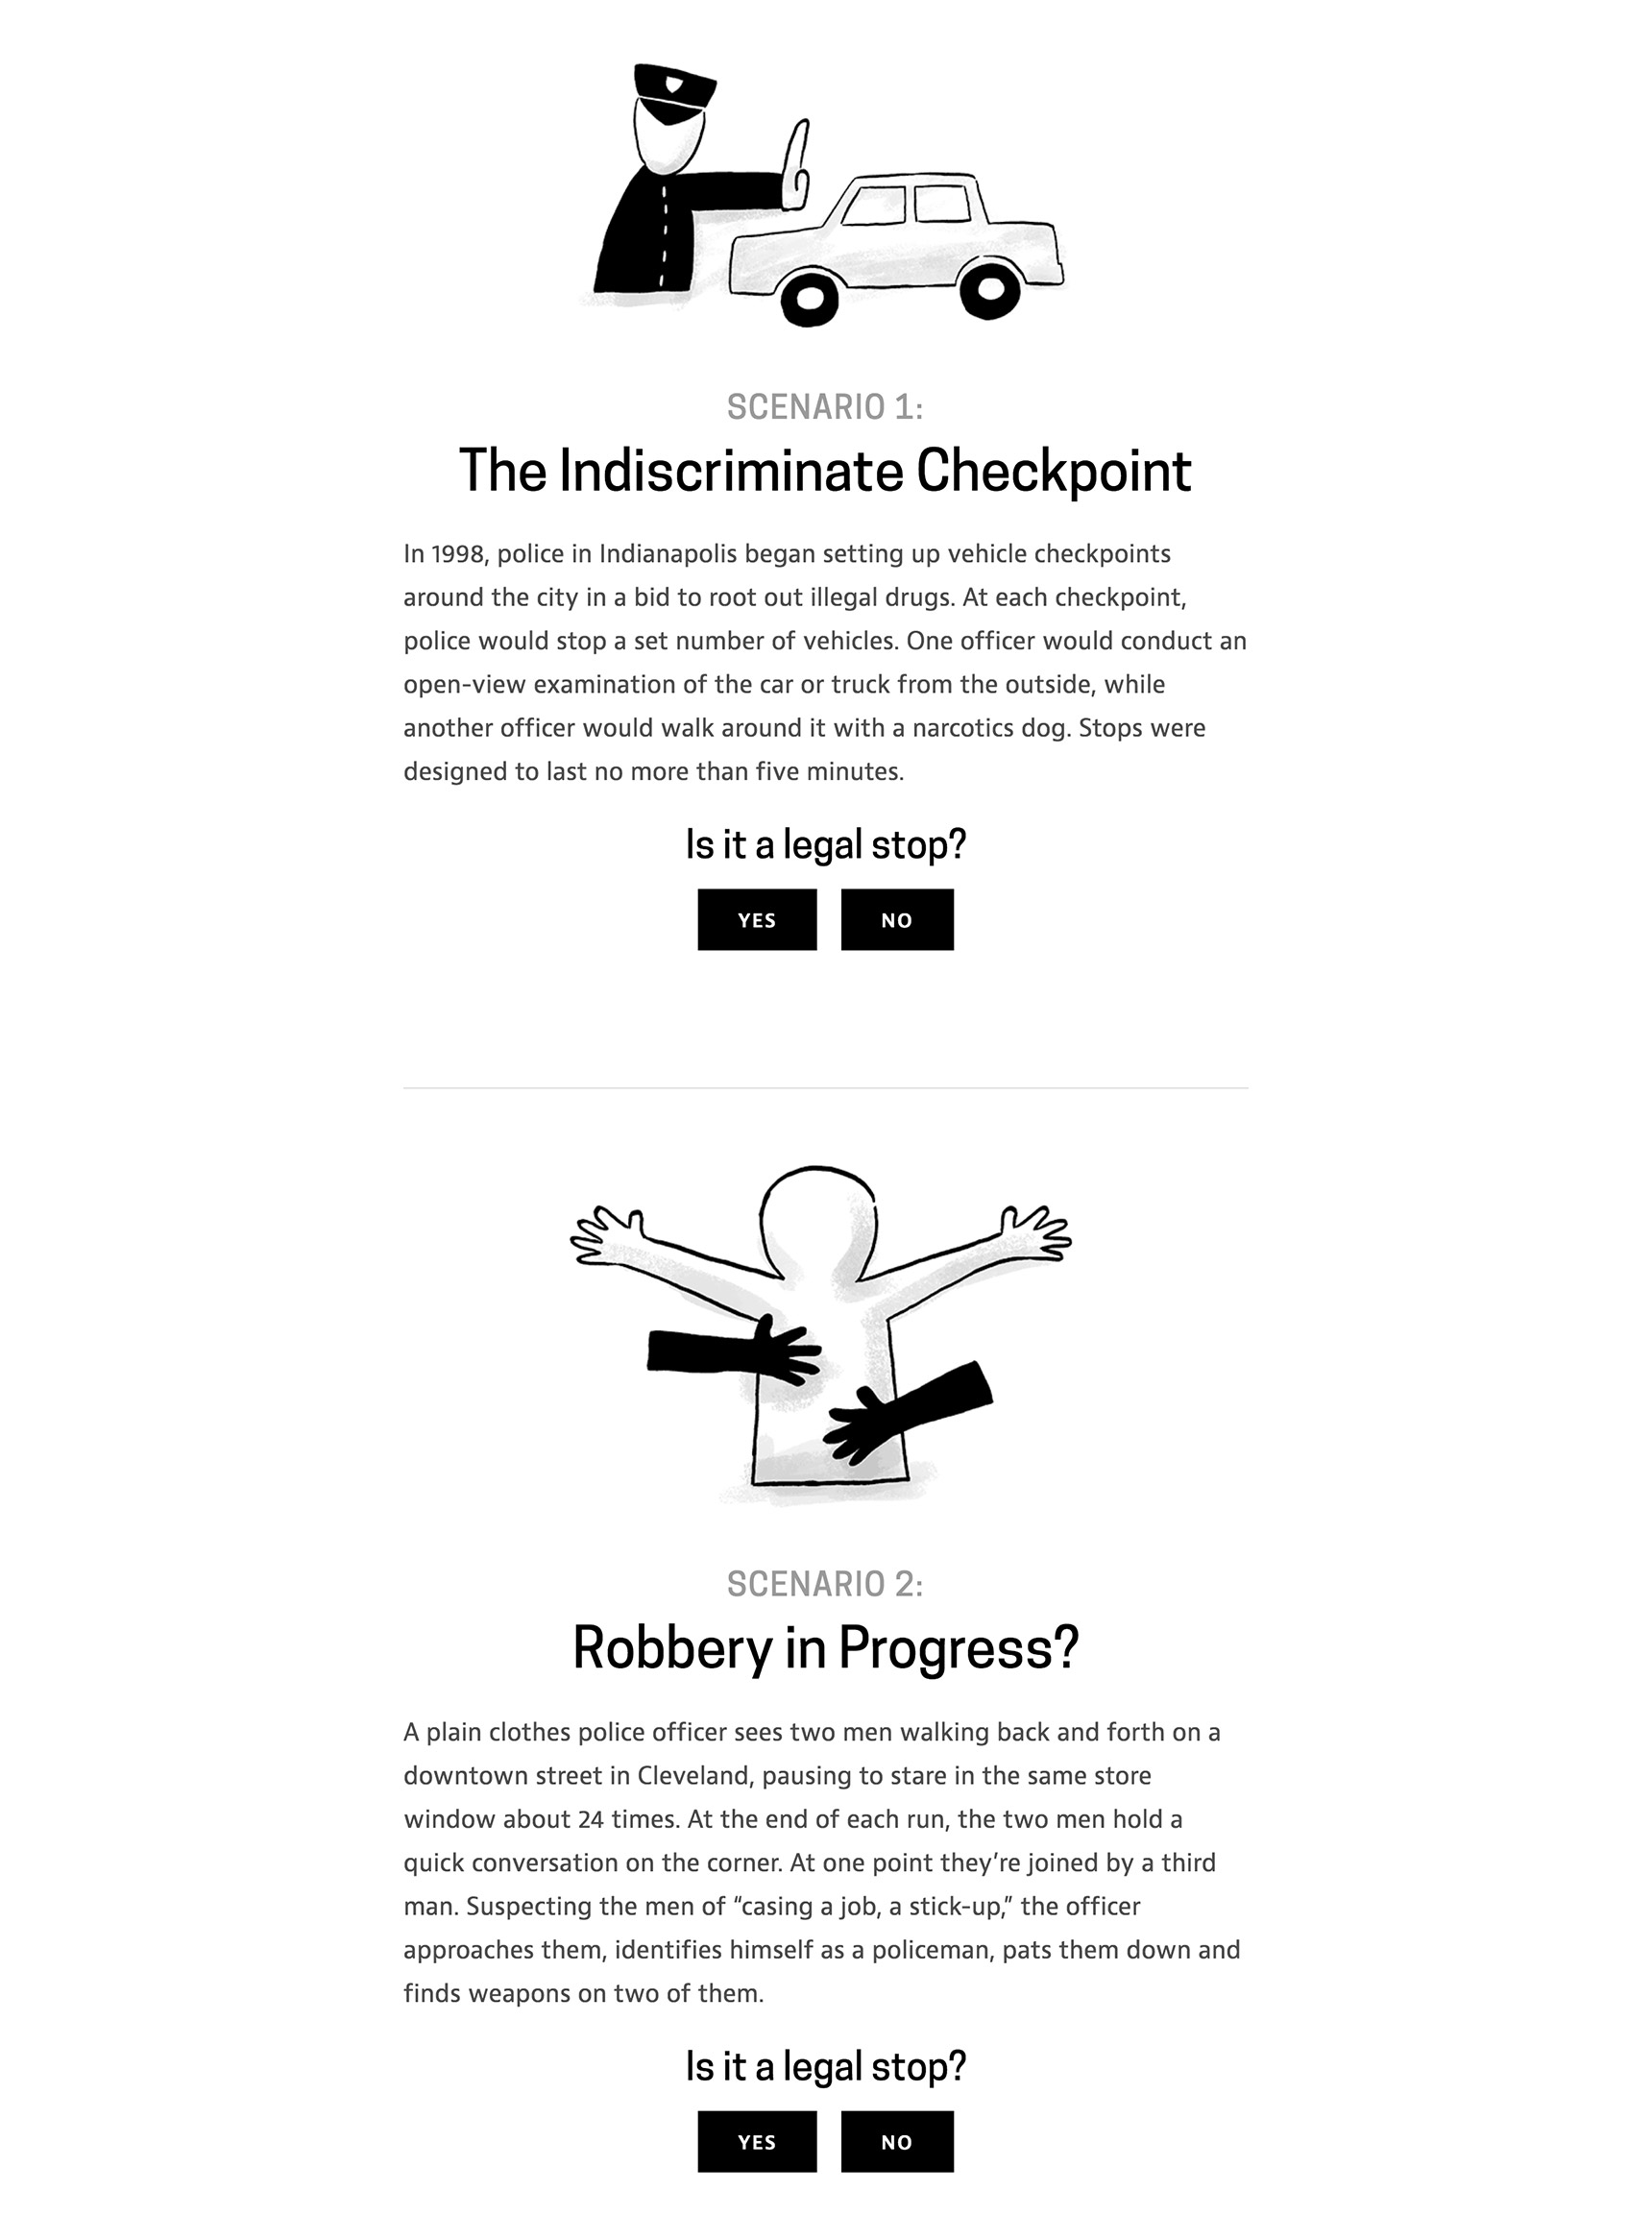 SCENARIO 1:
The Indiscriminate Checkpoint
In 1998, police in Indianapolis began setting up vehicle checkpoints
around the city in a bid to root out illegal drugs. At each checkpoint,
police would stop a set number of vehicles. One officer would conduct an
open-view examination of the car or truck from the outside, while
another officer would walk around it with a narcotics dog. Stops were
designed to last no more than five minutes.
Is it a legal stop?
YES NO
SCENARIO 2:
Robbery in Progress?
A plain clothes police officer sees two men walking back and forth on a
downtown street in Cleveland, pausing to stare in the same store
window about 24 times. At the end of each run, the two men hold a
quick conversation on the corner. At one point they’re joined by a third
man. Suspecting the men of “casing a job, a stick-up,” the officer
approaches them, identifies himself as a policeman, pats them down and
finds weapons on two of them.
Is it a legal stop?
YES NO